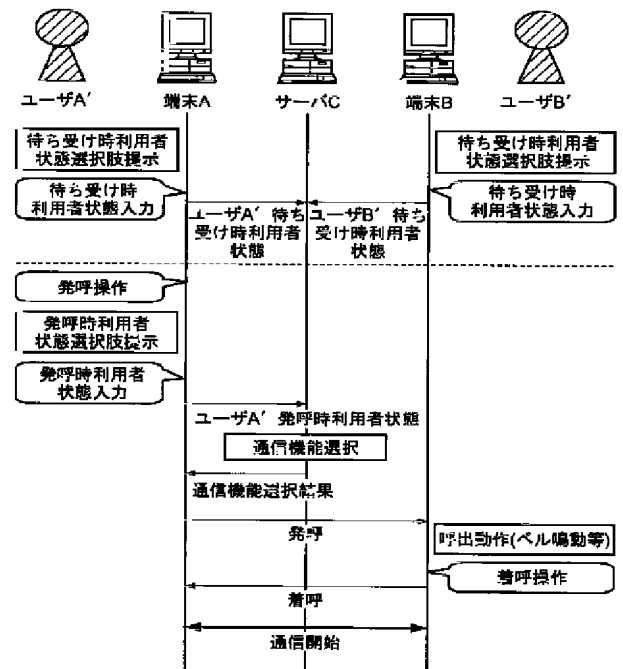 ユーザA′
端末A
サーバC
端末B
ユーザB′
待ち受け時利用者
状態選択肢提示
待ち受け時利用者
状態選択肢提示
待ち受け時
利用者状態入力
待ち受け時
利用者状態入力
ユーザA′ 待ち
受け時利用者
状態
ユーザB′ 待ち
受け時利用者
状態
発呼操作
発呼時利用者
状態選択肢提示
発呼時利用者
状態入力
ユーザA′ 発呼時利用者状態
通信機能選択
通信機能選択結果
発呼
呼出動作(ベル鳴動等)
着呼操作
着呼
通信開始